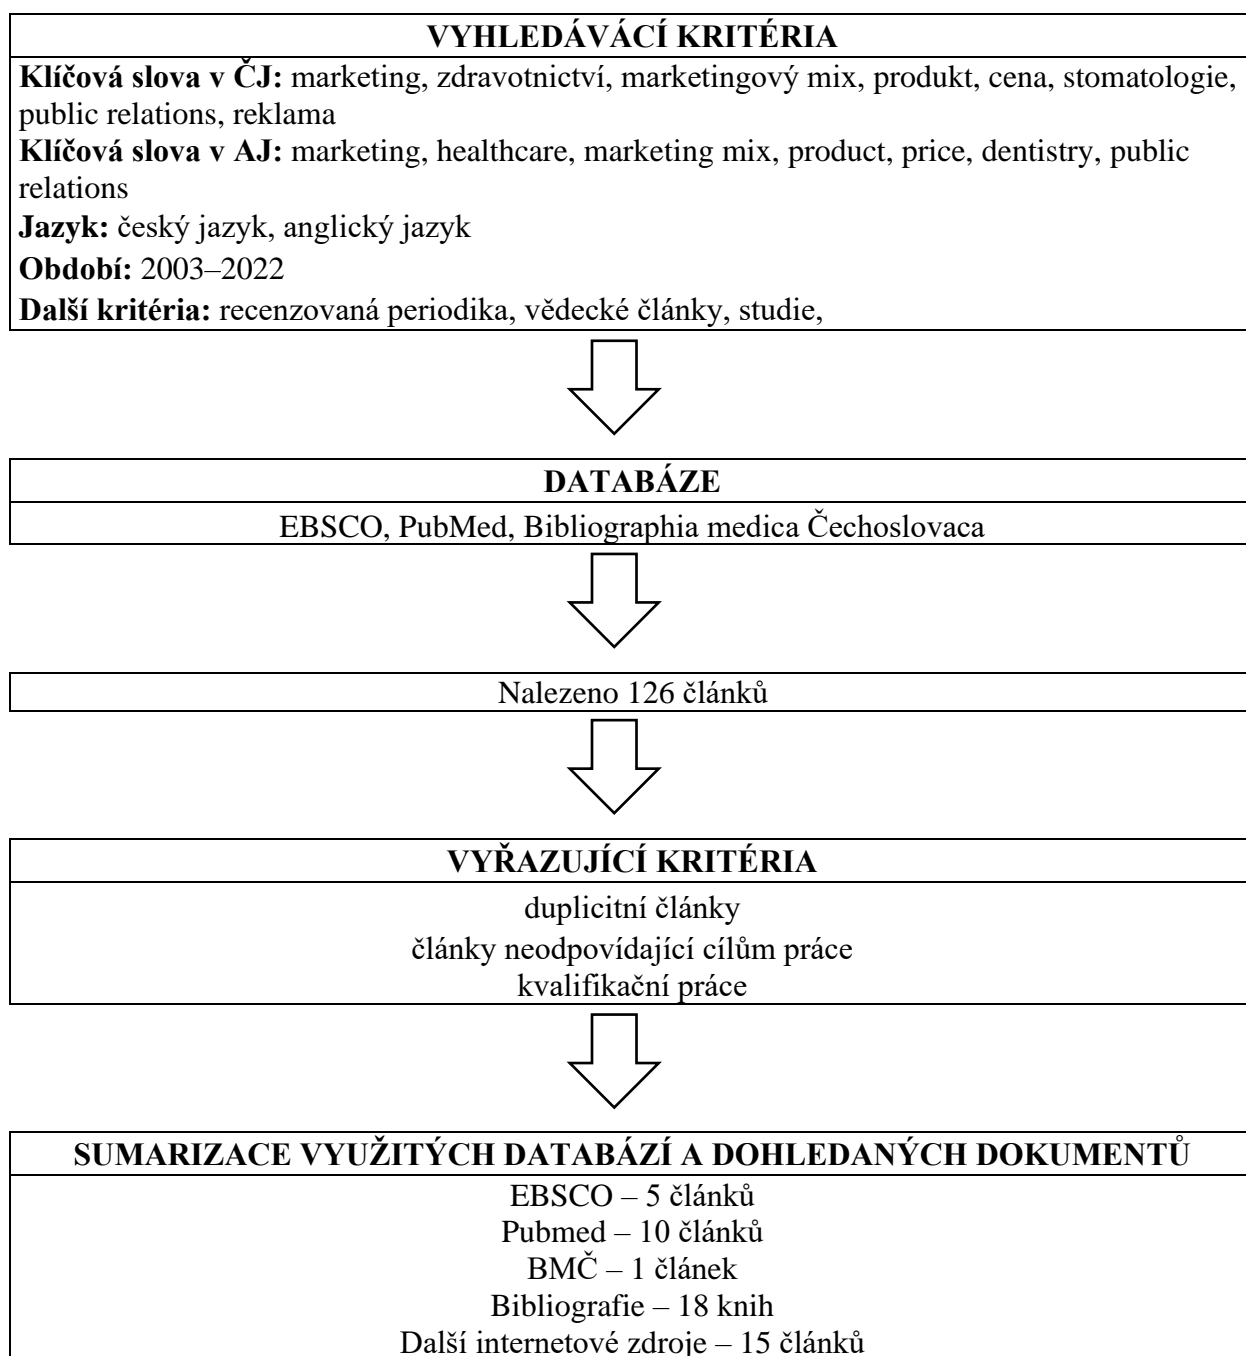 VYHLEDÁVÁCÍ KRITÉRIA
Klíčová slova v ČJ: marketing, zdravotnictví, marketingový mix, produkt, cena, stomatologie,
public relations, reklama
Klíčová slova v AJ: marketing, healthcare, marketing mix, product, price, dentistry, public
relations
Jazyk: český jazyk, anglický jazyk
Období: 2003–2022
Další kritéria: recenzovaná periodika, vědecké články, studie,
DATABÁZE
EBSCO, PubMed, Bibliographia medica Čechoslovaca
Nalezeno 126 článků
VYŘAZUJÍCÍ KRITÉRIA
duplicitní články
články neodpovídající cílům práce
kvalifikační práce
SUMARIZACE VYUŽITÝCH DATABÁZÍ A DOHLEDANÝCH DOKUMENTŮ
EBSCO – 5 článků
Pubmed – 10 článků
BMČ – 1 článek
Bibliografie – 18 knih
Další internetové zdroje – 15 článků